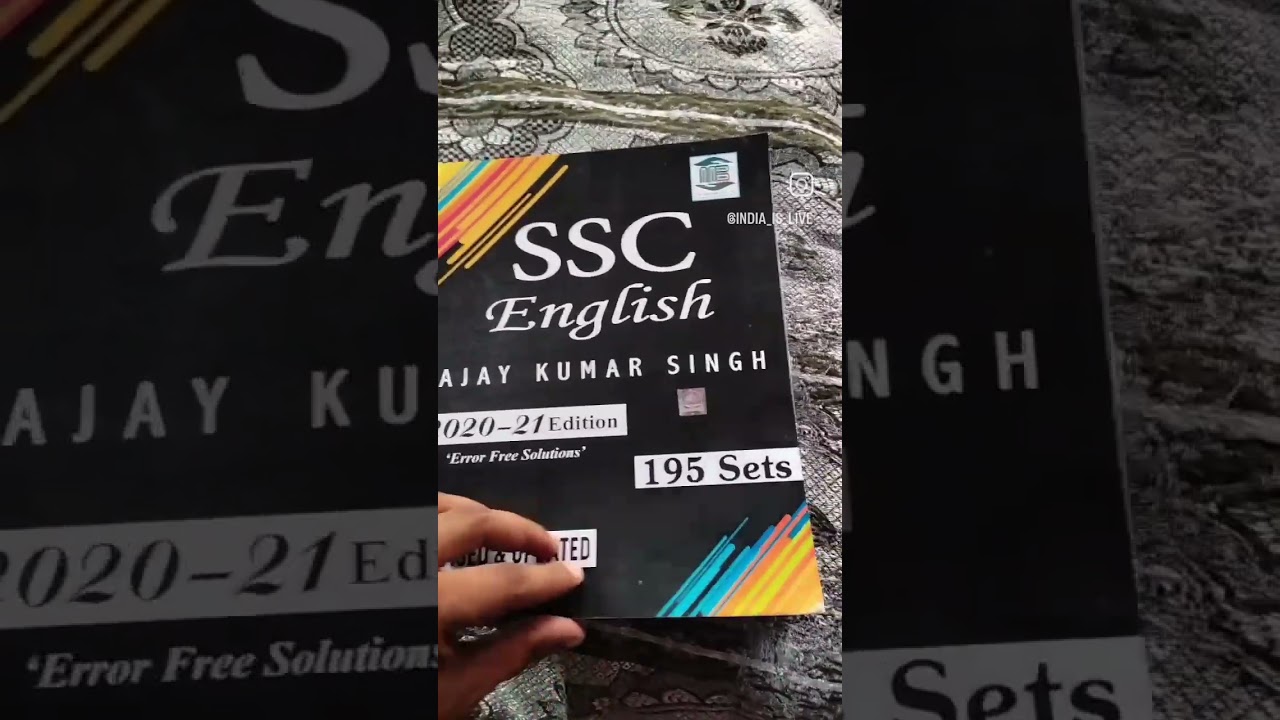 @INDIA_IS_LIVE
SSC
English
AJAY KUMAR SINGH
2020-21 Edition
'Error Free Solutions'
195 Sets